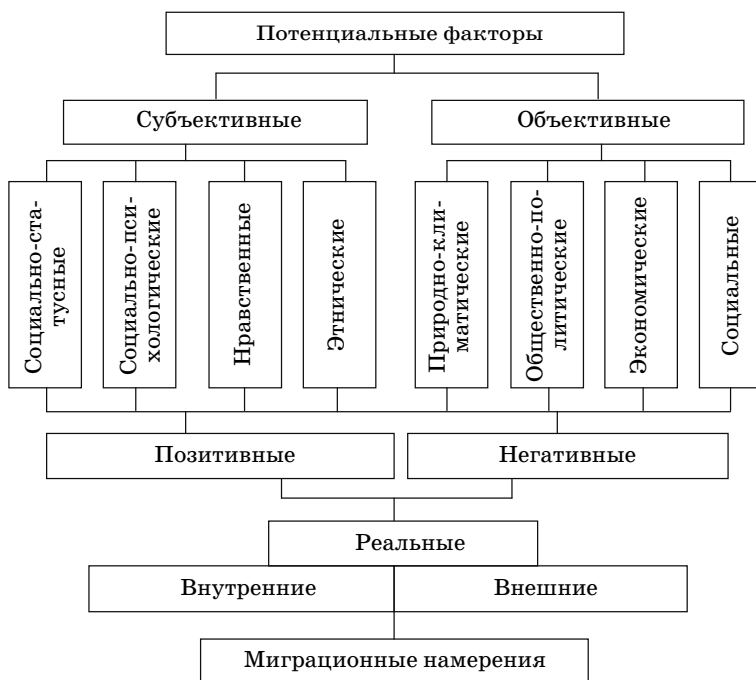 Потенциальные факторы
Субъективные
Объективные
Социально-ста-
тусные
Социально-пси-
хологические
Нравственные
Этнические
Природно-кли-
матические
Общественно-по-
литические
Экономические
Социальные
Позитивные
Негативные
Реальные
Внутренние
Внешние
Миграционные намерения